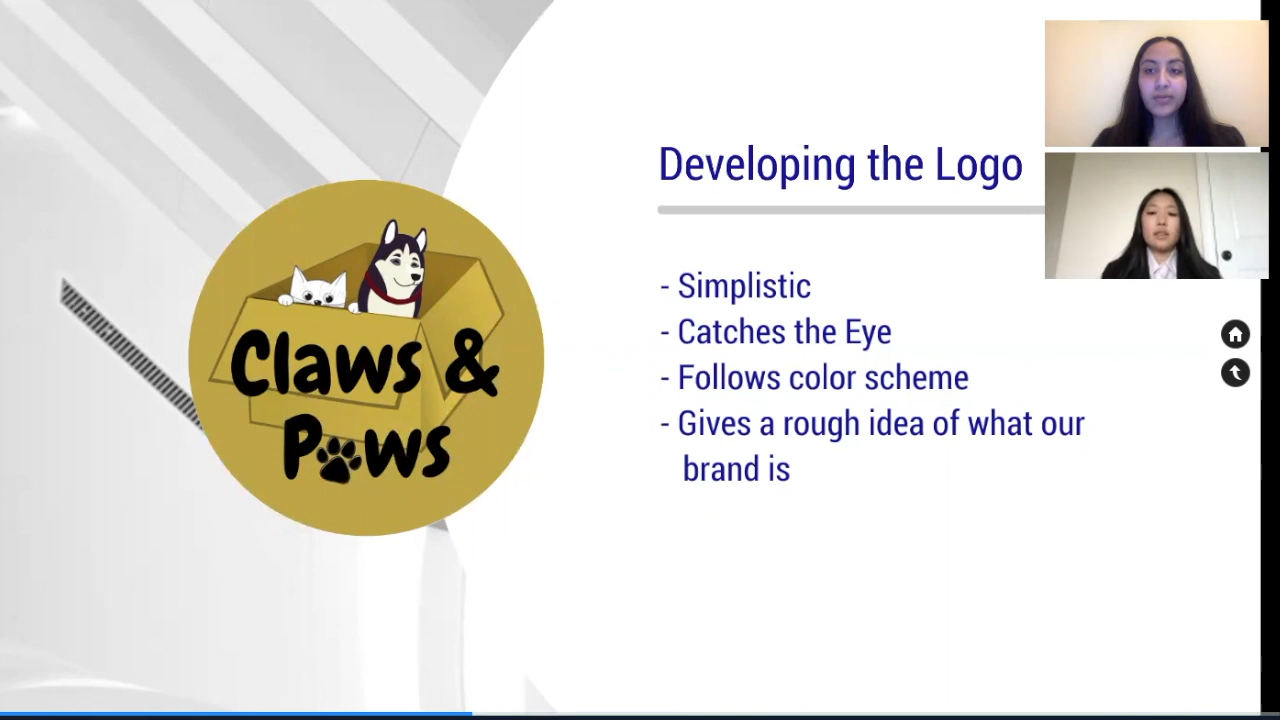 Developing the Logo
Claws &
Paws
- Simplistic
- Catches the Eye
- Follows color scheme
- Gives a rough idea of what our
brand is